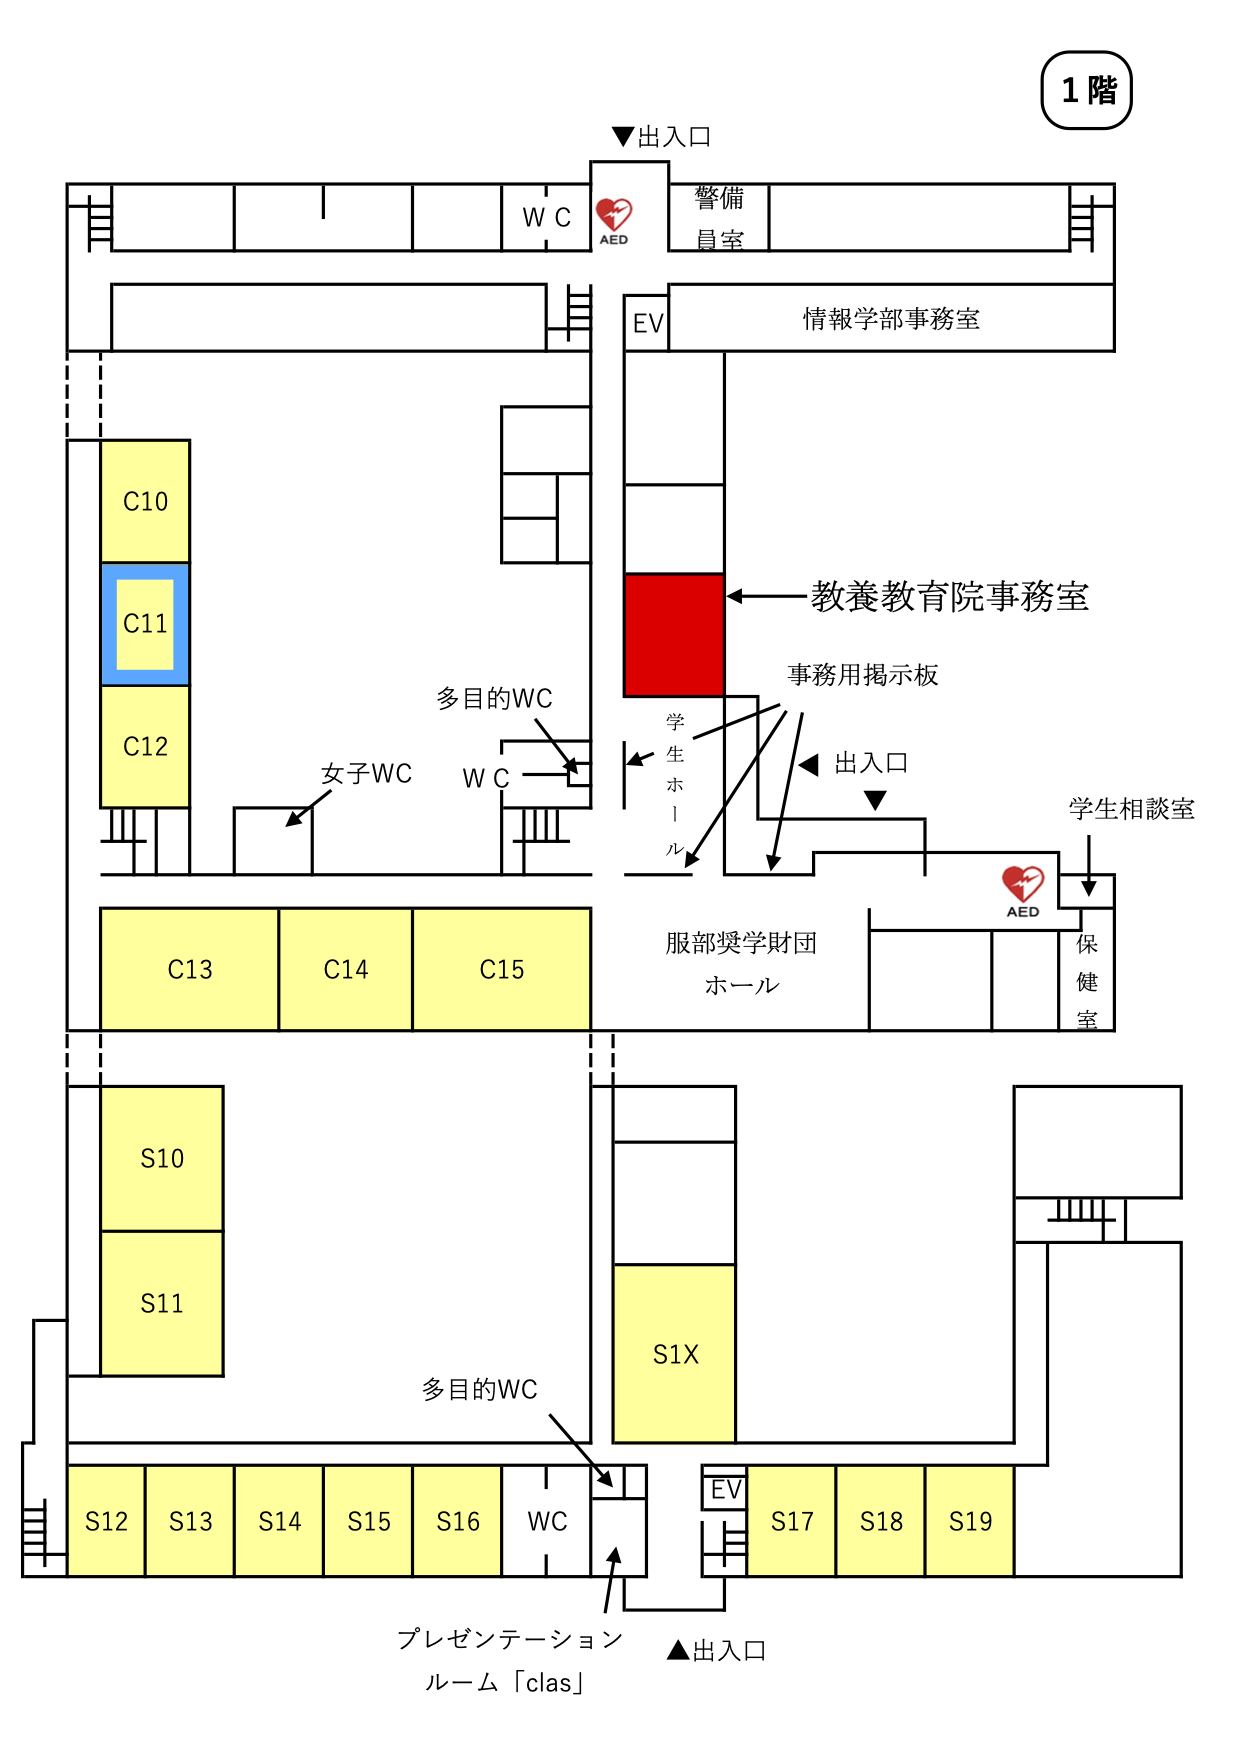 1階
▼出入口
WC
AED
警備
員室
EV
情報学部事務室
C10
C11
C12
教養教育院事務室
事務用掲示板
多目的WC
WC
女子WC
学生ホール
◀ 出入口
▼
学生相談室
AED
C13
C14
C15
服部奨学財団
ホール
保健室
S10
S11
S1X
多目的WC
S12
S13
S14
S15
S16
WC
EV
S17
S18
S19
プレゼンテーション
ルーム「clas」
▲出入口